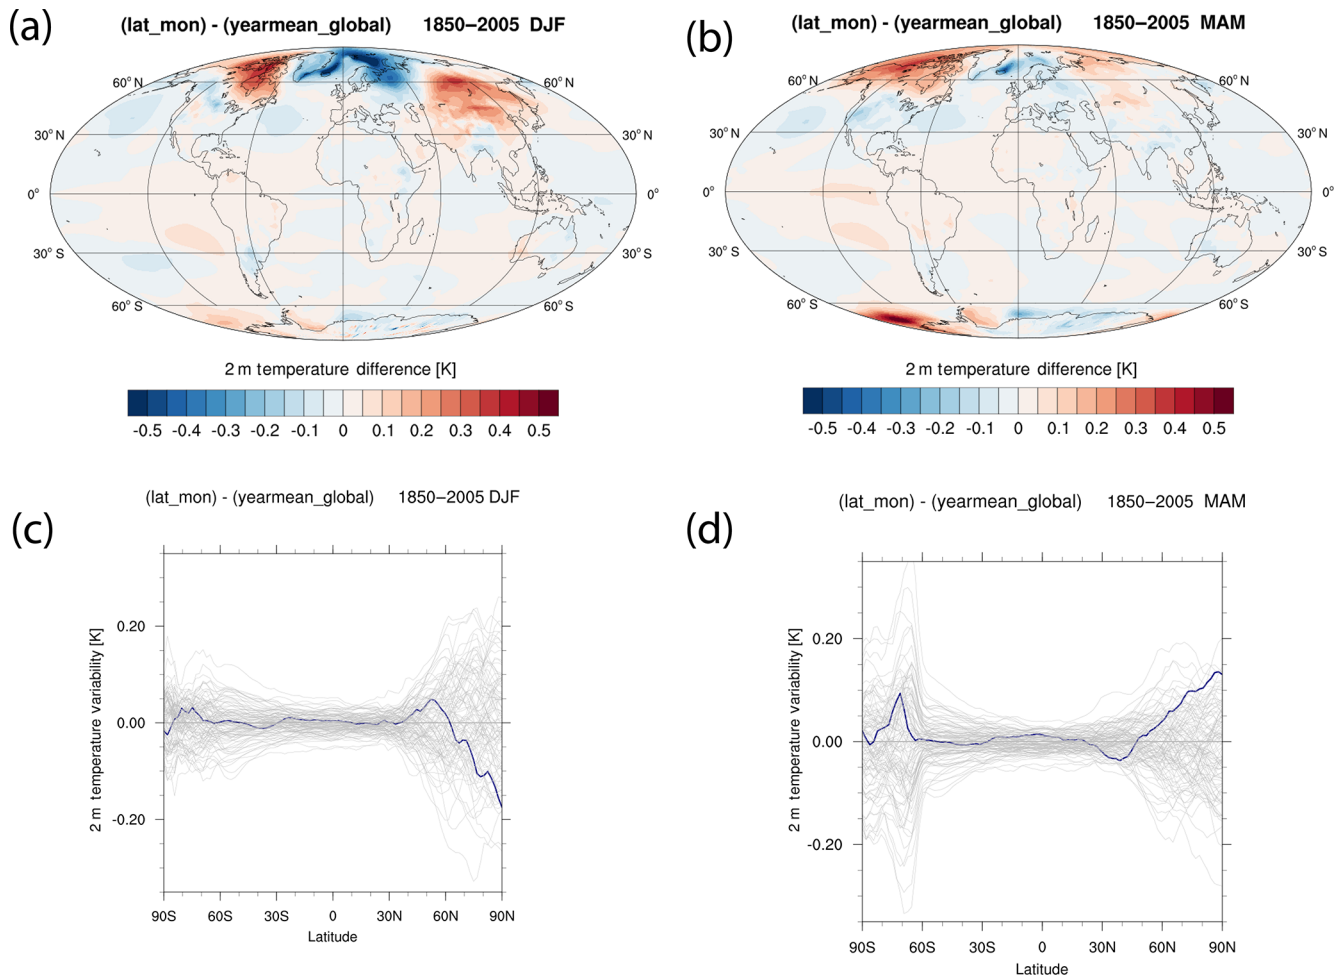 (a)
(lat_mon) - (yearmean_global) 1850–2005 DJF
60° N 60° N
30° N 30° N
0° 0°
30° S 30° S
60° S 60° S
2 m temperature difference [K]
-0.5 -0.4 -0.3 -0.2 -0.1 0 0.1 0.2 0.3 0.4 0.5
(b)
(lat_mon) - (yearmean_global) 1850–2005 MAM
60° N 60° N
30° N 30° N
0° 0°
30° S 30° S
60° S 60° S
2 m temperature difference [K]
-0.5 -0.4 -0.3 -0.2 -0.1 0 0.1 0.2 0.3 0.4 0.5
(c)
(lat_mon) - (yearmean_global) 1850–2005 DJF
2 m temperature variability [K]
0.20
0.00
-0.20
90S 60S 30S 0 30N 60N 90N
Latitude
(d)
(lat_mon) - (yearmean_global) 1850–2005 MAM
2 m temperature variability [K]
0.20
0.00
-0.20
90S 60S 30S 0 30N 60N 90N
Latitude